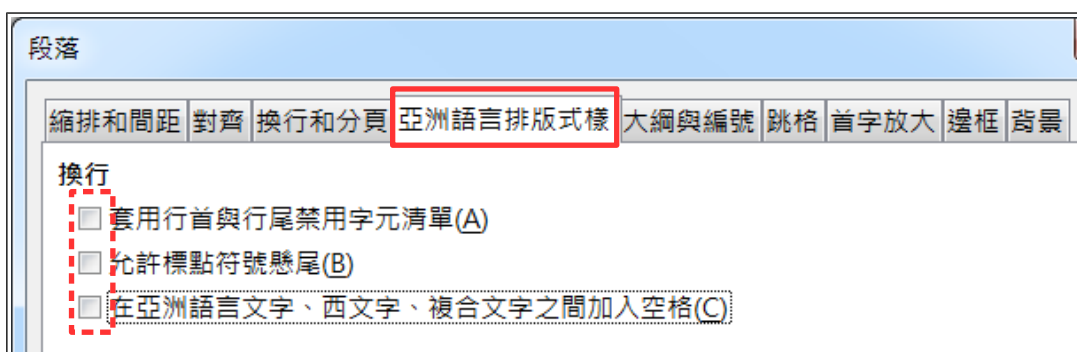 段落
縮排和間距 對齊 換行和分頁 亞洲語言排版式樣 大綱與編號 跳格 首字放大 邊框 背景
換行
套用行首與行尾禁用字元清單(A)
允許標點符號懸尾(B)
在亞洲語言文字、西文字、複合文字之間加入空格(C)